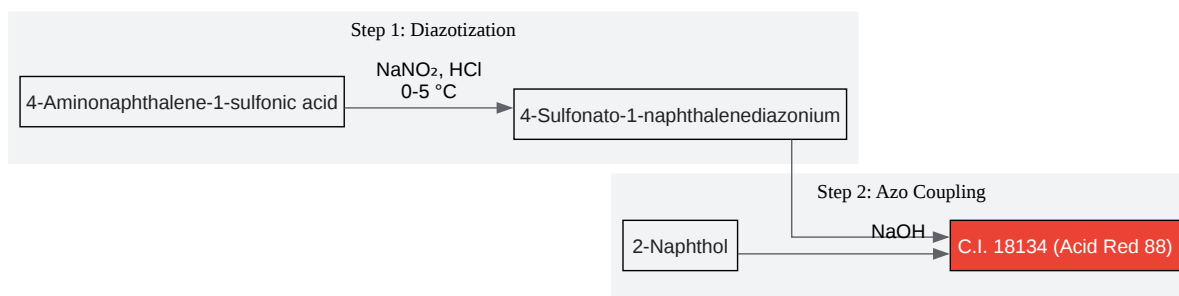 Step 1: Diazotization
NaNO₂, HCl
0-5 °C
4-Aminonaphthalene-1-sulfonic acid
4-Sulfonato-1-naphthalenediazonium
Step 2: Azo Coupling
NaOH
2-Naphthol
C.I. 18134 (Acid Red 88)